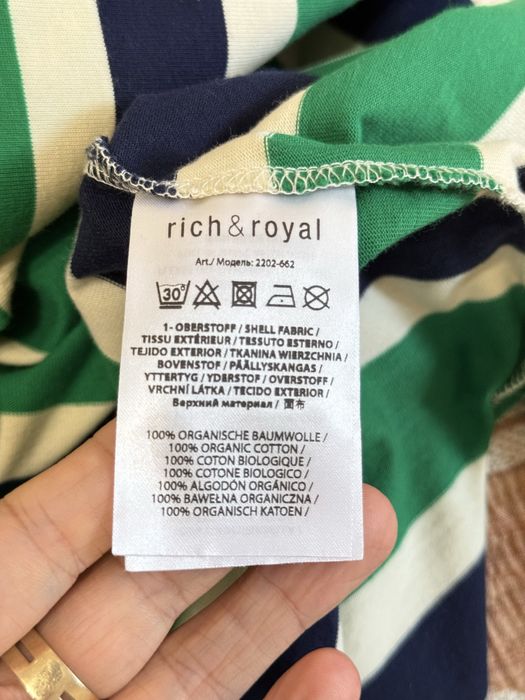 rich & royal
Art./ Модель: 2202-662
30°
1- OBERSTOFF / SHELL FABRIC /
TISSU EXTÉRIEUR / TESSUTO ESTERNO /
TEJIDO EXTERIOR / TKANINA WIERZCHNIA /
BOVENSTOF / PÄÄLLYSKANGAS /
YTTERTYG / YDERSTOF / OVERSTOFF /
VRCHNÍ LÁTKA / TECIDO EXTERIOR /
Верхний материал / 面布
100% ORGANISCHE BAUMWOLLE /
100% ORGANIC COTTON /
100% COTON BIOLOGIQUE /
100% COTONE BIOLOGICO /
100% ALGODÓN ORGÁNICO /
100% BAWEŁNA ORGANICZNA /
100% ORGANISCH KATOEN /